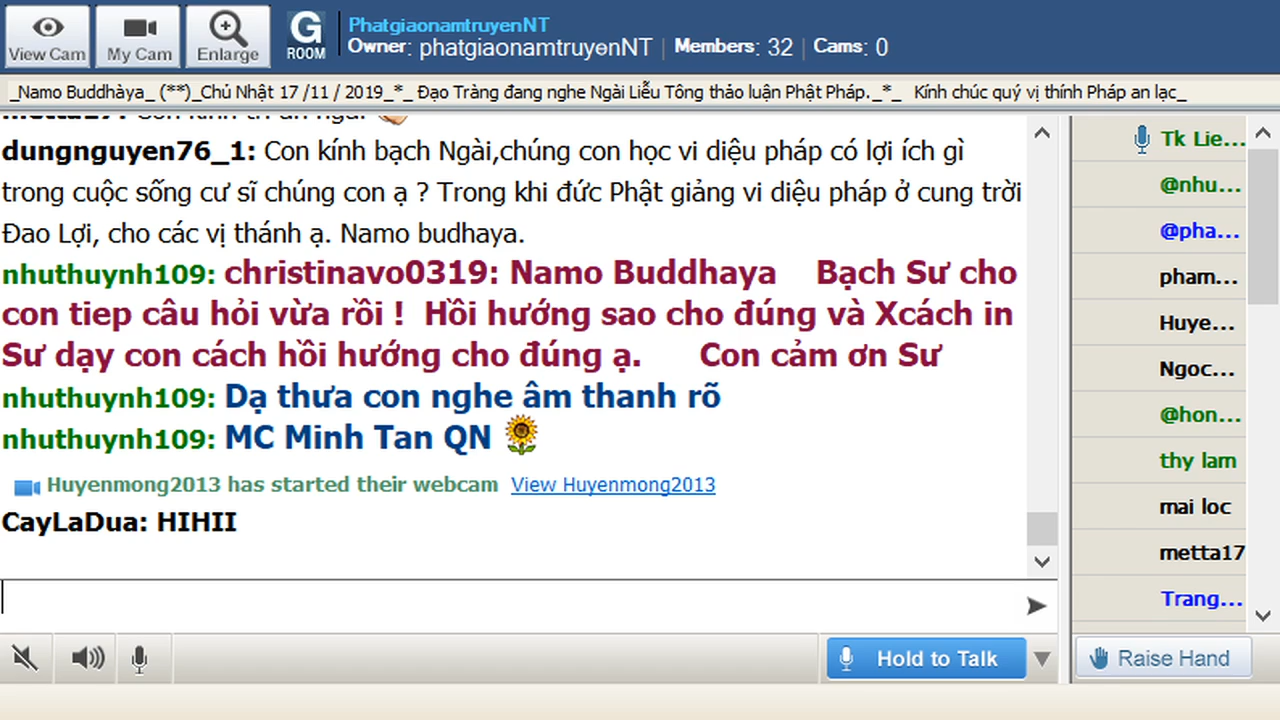 View Cam
My Cam
Enlarge
G
ROOM
PhatgiaonamtruyenNT
Owner: phatgiaonamtruyenNT | Members: 32 | Cams: 0
_Namo Buddhàya_ (**)_Chủ Nhật 17 /11 / 2019_*_ Đạo Tràng đang nghe Ngài Liễu Tông thảo luận Phật Pháp._*_ Kính chúc quý vị thính Pháp an lạc_
dungnguyen76_1: Con kính bạch Ngài,chúng con học vi diệu pháp có lợi ích gì
trong cuộc sống cư sĩ chúng con ạ ? Trong khi đức Phật giảng vi diệu pháp ở cung trời
Đao Lợi, cho các vị thánh ạ. Namo budhaya.
nhuthuynh109: christinavo0319: Namo Buddhaya Bạch Sư cho
con tiep câu hỏi vừa rồi ! Hồi hướng sao cho đúng và Xcách in
Sư dạy con cách hồi hướng cho đúng ạ. Con cảm ơn Sư
nhuthuynh109: Dạ thưa con nghe âm thanh rõ
nhuthuynh109: MC Minh Tan QN
Huyenmong2013 has started their webcam View Huyenmong2013
CayLaDua: HIHII
Tk Lie...
@nhu...
@pha...
pham...
Huye...
Ngoc...
@hon...
thy lam
mai loc
metta17
Trang...
Hold to Talk
Raise Hand